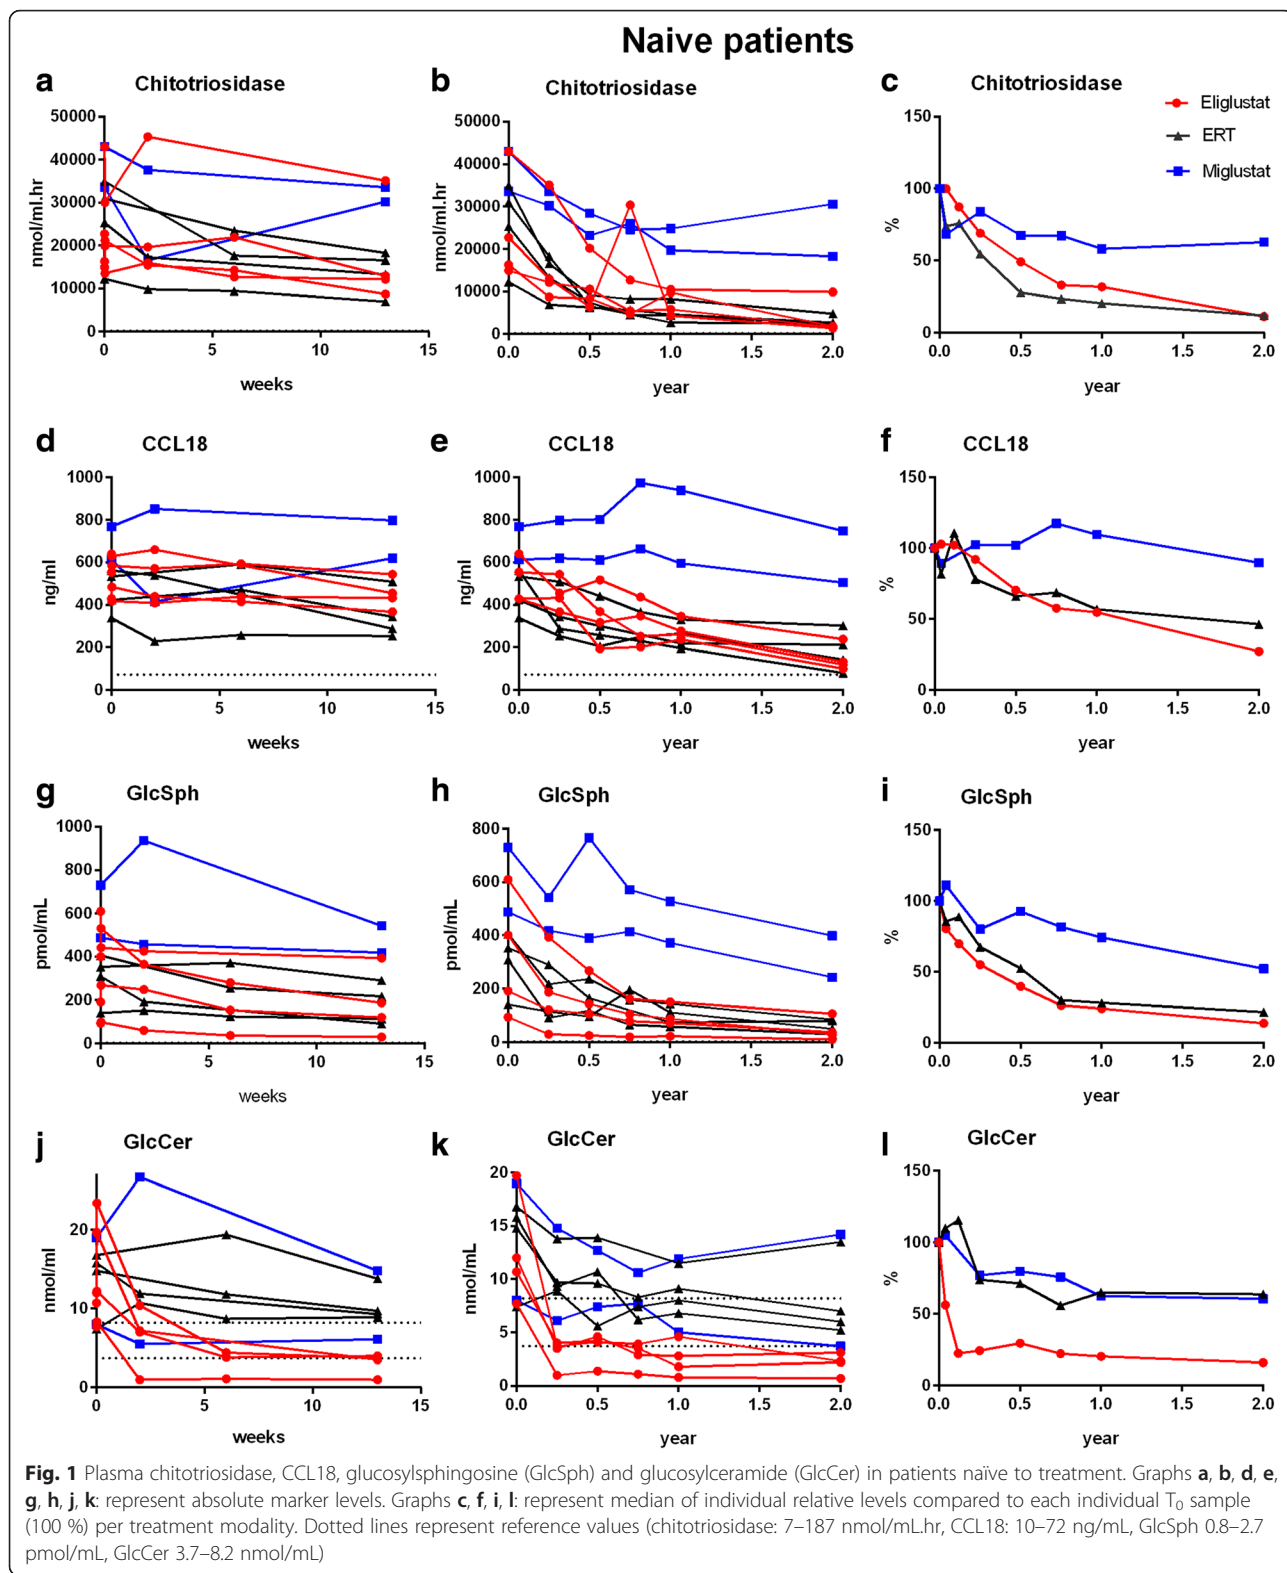 Naive patients
a Chitotriosidase
50000
40000
30000
20000
10000
0
nmol/ml.hr
0 5 10 15
weeks
b Chitotriosidase
50000
40000
30000
20000
10000
0
nmol/ml.hr
0.0 0.5 1.0 1.5 2.0
year
c Chitotriosidase
150
100
50
0
%
0.0 0.5 1.0 1.5 2.0
year
Eliglustat
ERT
Miglustat
d CCL18
1000
800
600
400
200
0
ng/ml
0 5 10 15
weeks
e CCL18
1000
800
600
400
200
0
ng/ml
0.0 0.5 1.0 1.5 2.0
year
f CCL18
150
100
50
0
%
0.0 0.5 1.0 1.5 2.0
year
g GlcSph
1000
800
600
400
200
0
pmol/mL
0 5 10 15
weeks
h GlcSph
800
600
400
200
0
pmol/mL
0.0 0.5 1.0 1.5 2.0
year
i GlcSph
150
100
50
0
%
0.0 0.5 1.0 1.5 2.0
year
j GlcCer
20
10
0
nmol/ml
0 5 10 15
weeks
k GlcCer
20
15
10
5
0
nmol/mL
0.0 0.5 1.0 1.5 2.0
year
l GlcCer
150
100
50
0
%
0.0 0.5 1.0 1.5 2.0
year
Fig. 1 Plasma chitotriosidase, CCL18, glucosylsphingosine (GlcSph) and glucosylceramide (GlcCer) in patients naïve to treatment. Graphs a, b, d, e,
g, h, j, k: represent absolute marker levels. Graphs c, f, i, l: represent median of individual relative levels compared to each individual T₀ sample
(100 %) per treatment modality. Dotted lines represent reference values (chitotriosidase: 7–187 nmol/mL.hr, CCL18: 10–72 ng/mL, GlcSph 0.8–2.7
pmol/mL, GlcCer 3.7–8.2 nmol/mL)